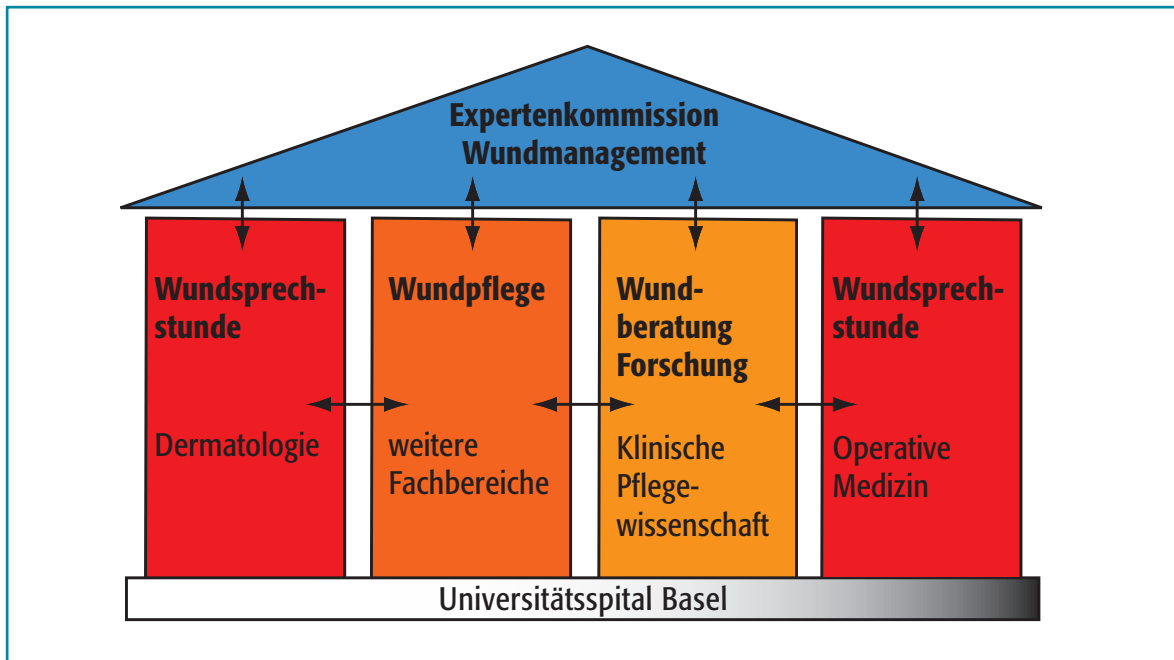 Expertenkommission
Wundmanagement
Wundsprech-
stunde
Dermatologie
Wundpflege
weitere
Fachbereiche
Wund-
beratung
Forschung
Klinische
Pflege-
wissenschaft
Wundsprech-
stunde
Operative
Medizin
Universitätsspital Basel